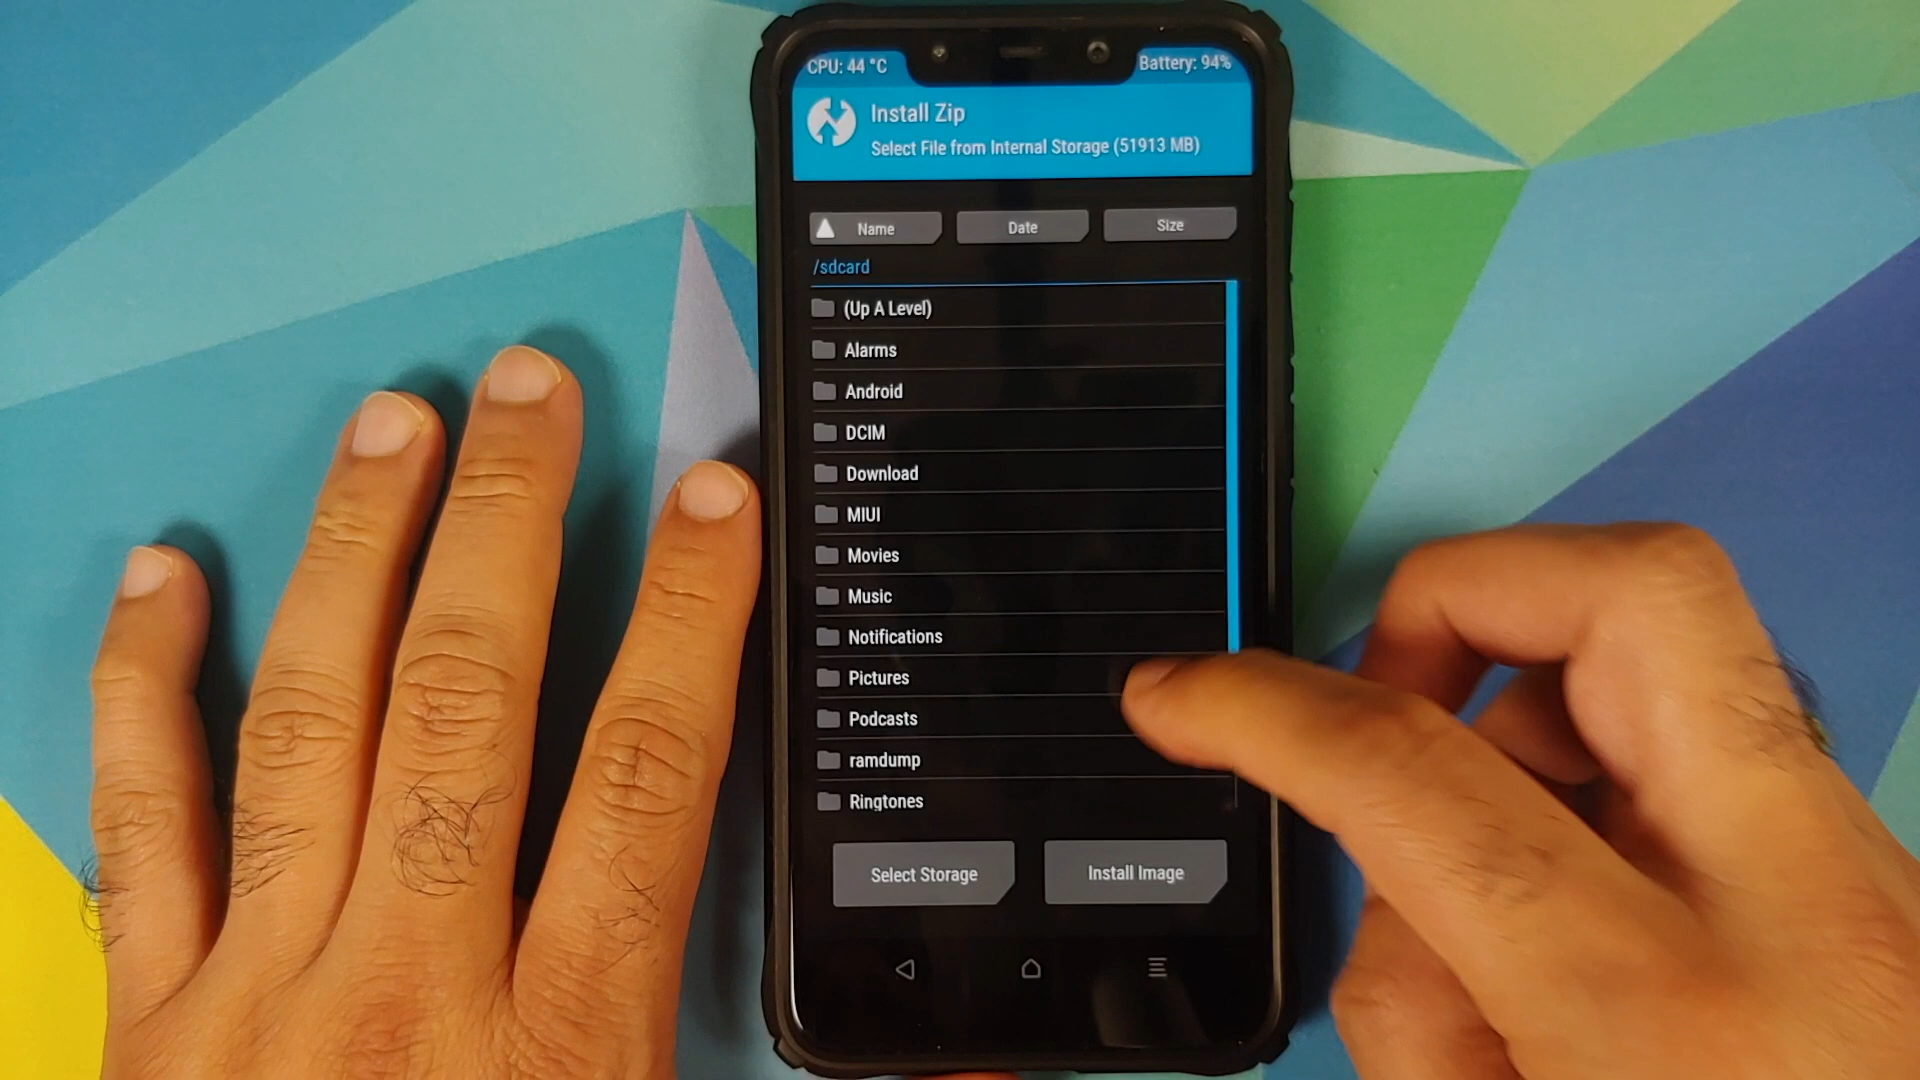 CPU: 44 °C
Battery: 94%
Install Zip
Select File from Internal Storage (51913 MB)
Name
Date
Size
/sdcard
(Up A Level)
Alarms
Android
DCIM
Download
MIUI
Movies
Music
Notifications
Pictures
Podcasts
ramdump
Ringtones
Select Storage
Install Image